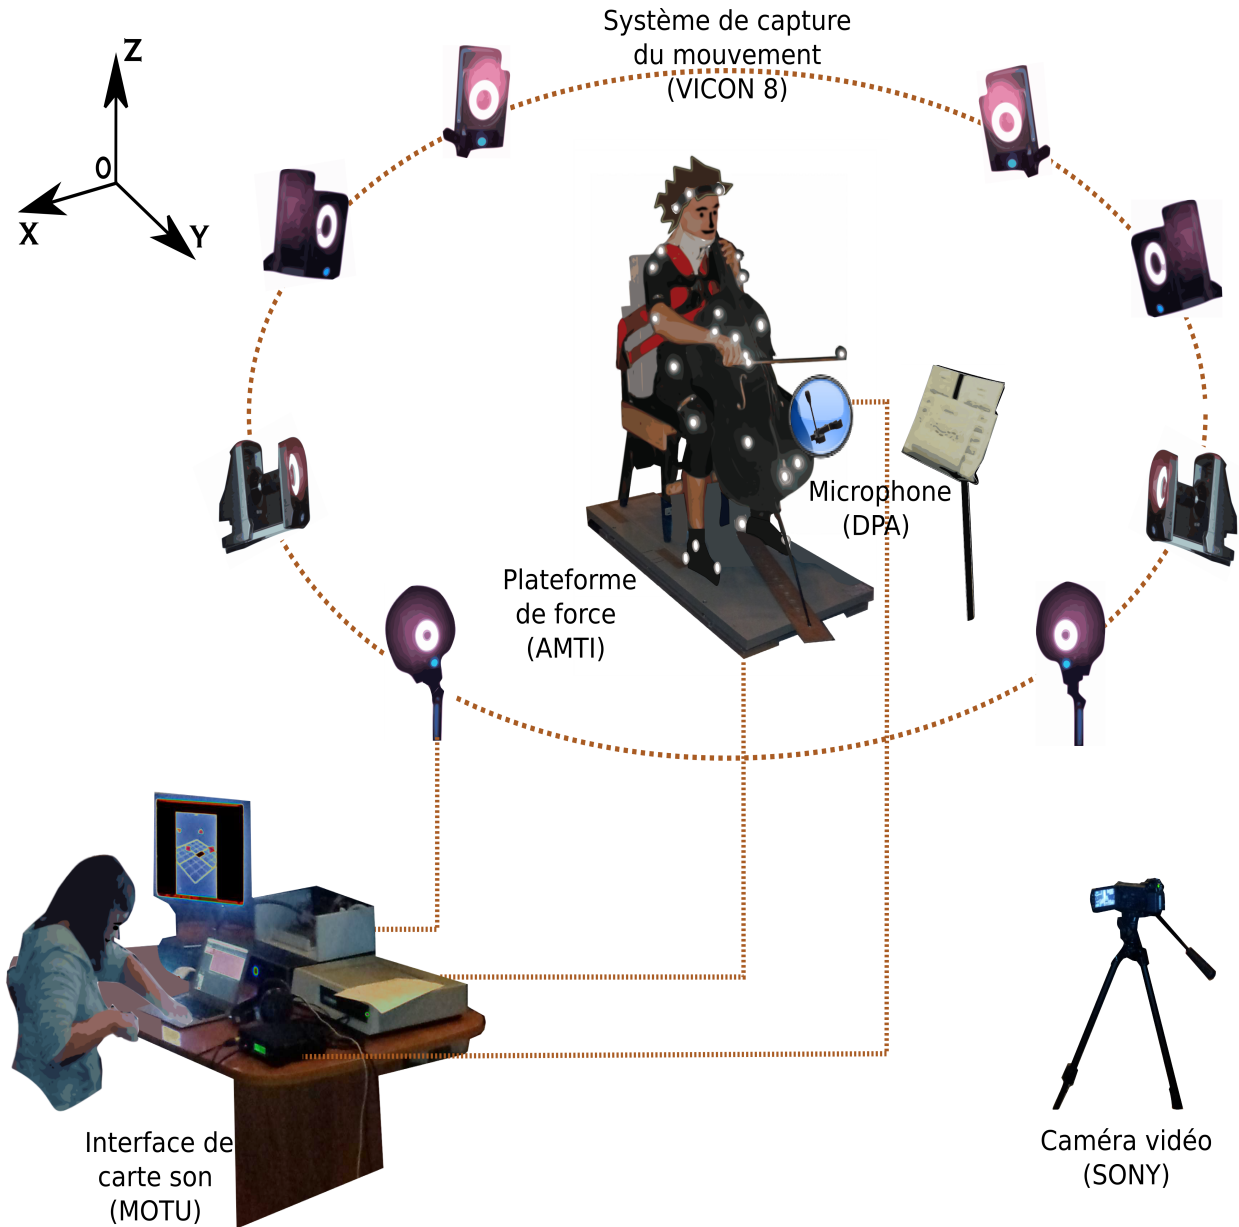 Système de capture
du mouvement
(VICON 8)
Z
O
X
Y
Microphone
(DPA)
Plateforme
de force
(AMTI)
Interface de
carte son
(MOTU)
Caméra vidéo
(SONY)